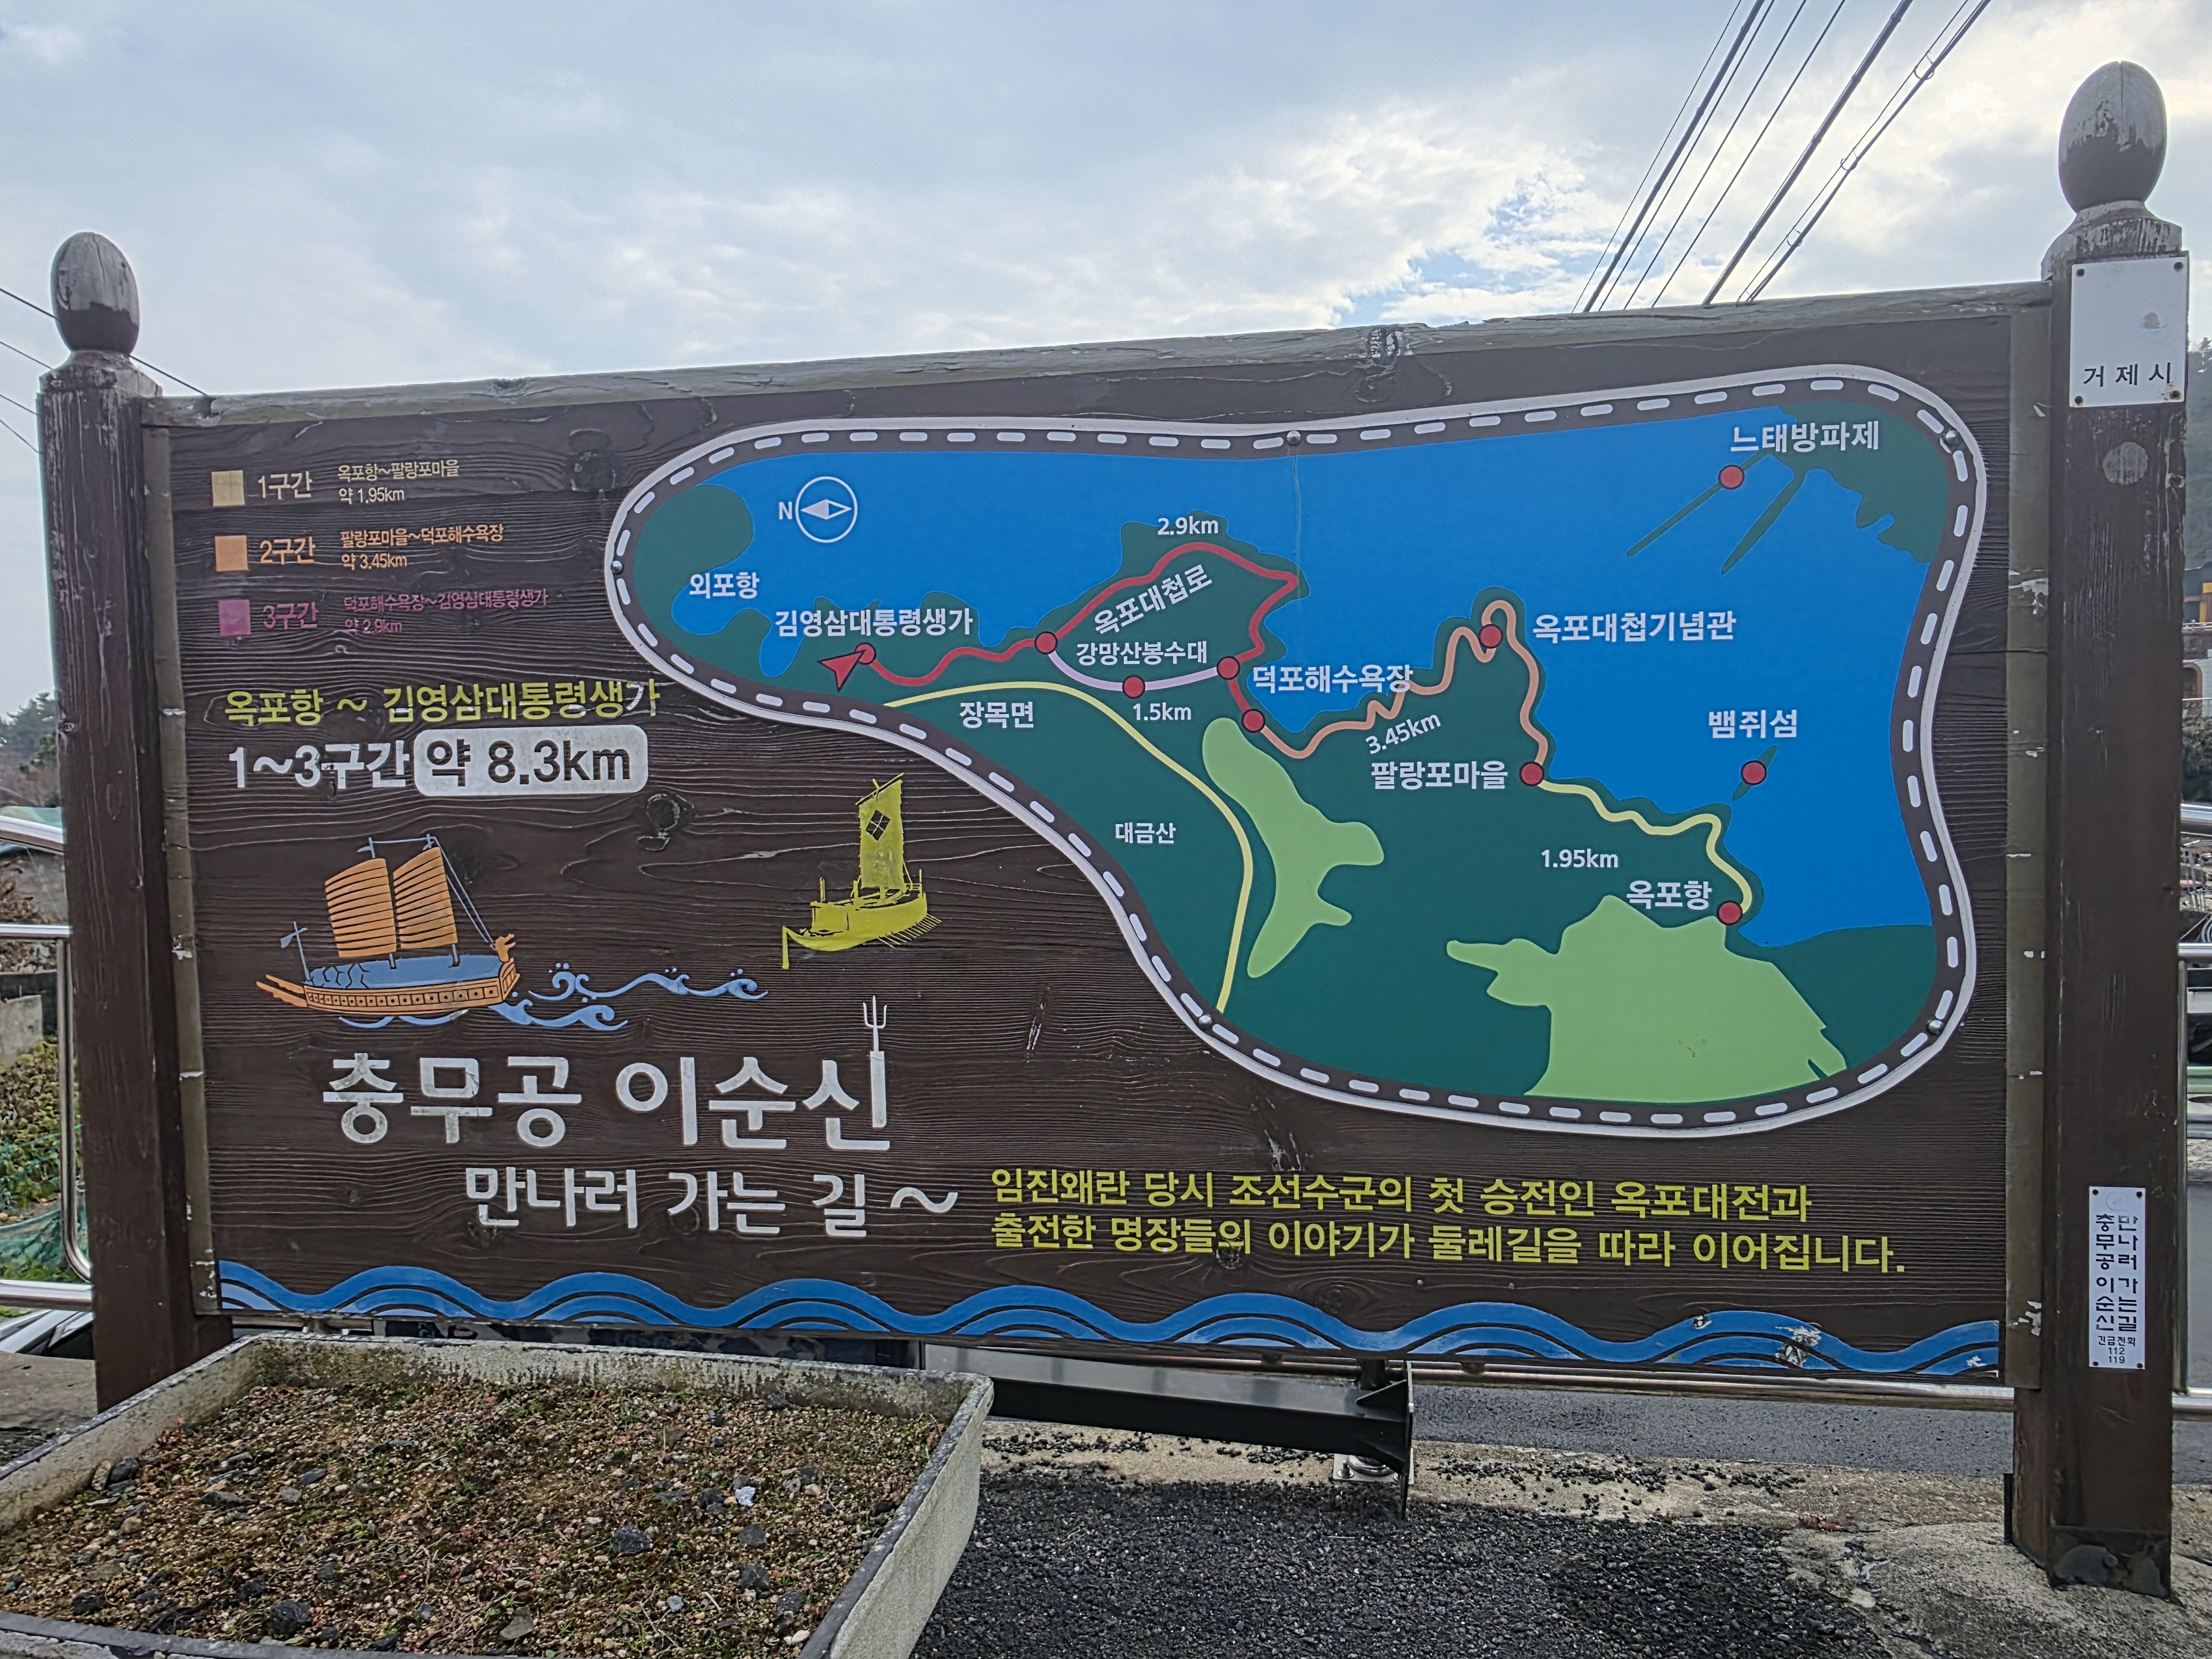 거제시
1구간 옥포항~팔랑포마을
약 1.95km
2구간 팔랑포마을~덕포해수욕장
약 3.45km
3구간 덕포해수욕장~김영삼대통령생가
약 2.9km
옥포항 ~ 김영삼대통령생가
1~3구간 약 8.3km
느태방파제
N
2.9km
외포항
옥포대첩로
김영삼대통령생가
강망산봉수대
옥포대첩기념관
덕포해수욕장
1.5km
장목면
3.45km
뱀쥐섬
팔랑포마을
대금산
1.95km
옥포항
충무공 이순신
만나러 가는 길~
임진왜란 당시 조선수군의 첫 승전인 옥포대전과
출전한 명장들의 이야기가 둘레길을 따라 이어집니다.
충무공 이순신
만나러 가는길
긴급전화
112
119